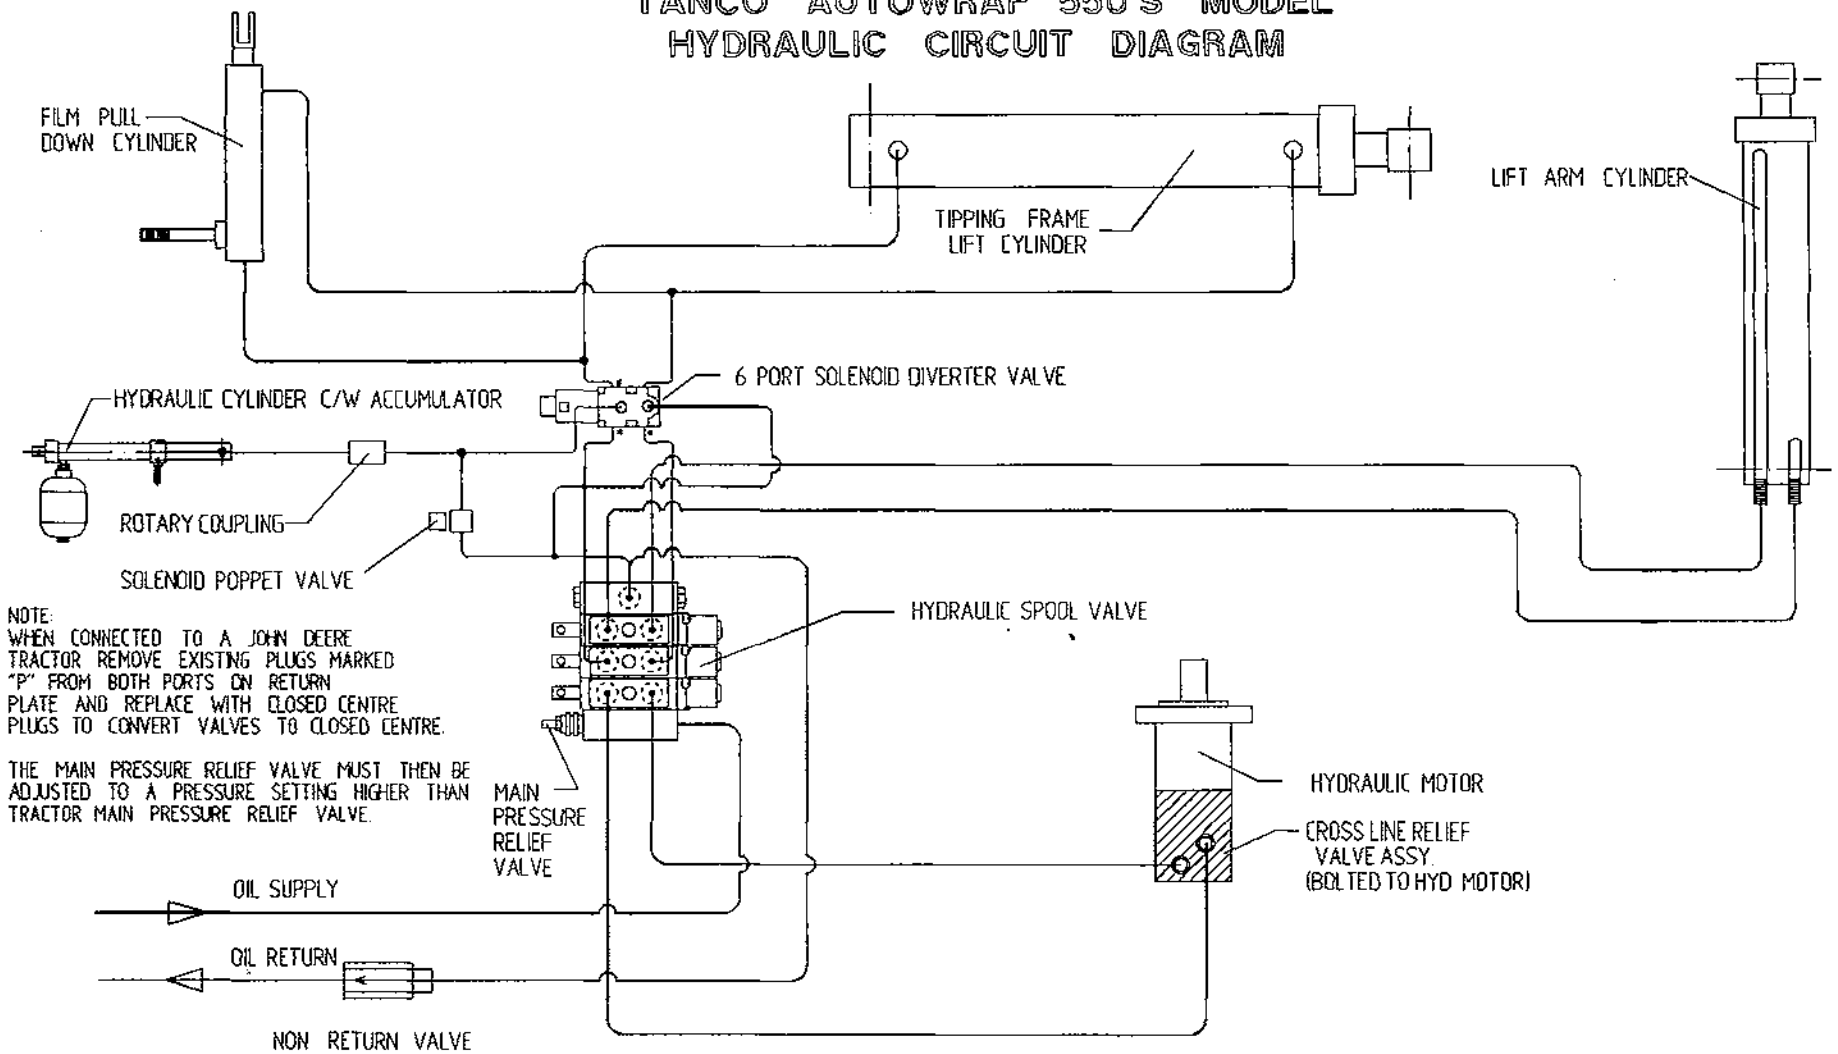 TANCO AUTOWRAP 550'S MODEL
HYDRAULIC CIRCUIT DIAGRAM
FILM PULL
DOWN CYLINDER
TIPPING FRAME
LIFT CYLINDER
LIFT ARM CYLINDER
6 PORT SOLENOID DIVERTER VALVE
HYDRAULIC CYLINDER C/W ACCUMULATOR
ROTARY COUPLING
SOLENOID POPPET VALVE
HYDRAULIC SPOOL VALVE
NOTE:
WHEN CONNECTED TO A JOHN DEERE
TRACTOR REMOVE EXISTING PLUGS MARKED
"P" FROM BOTH PORTS ON RETURN
PLATE AND REPLACE WITH CLOSED CENTRE
PLUGS TO CONVERT VALVES TO CLOSED CENTRE.
THE MAIN PRESSURE RELIEF VALVE MUST THEN BE
ADJUSTED TO A PRESSURE SETTING HIGHER THAN
TRACTOR MAIN PRESSURE RELIEF VALVE.
MAIN
PRESSURE
RELIEF
VALVE
HYDRAULIC MOTOR
CROSS LINE RELIEF
VALVE ASSY.
(BOLTED TO HYD MOTOR)
OIL SUPPLY
OIL RETURN
NON RETURN VALVE